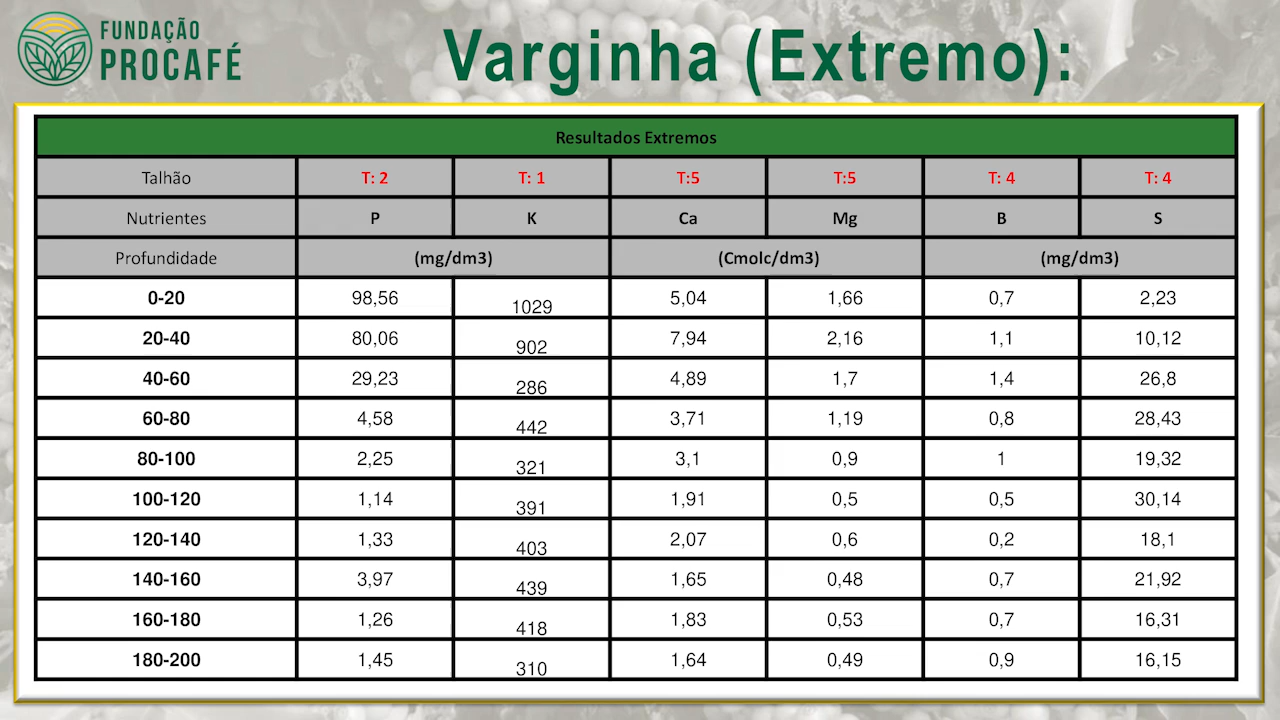 FUNDAÇÃO
PROCAFÉ
Varginha (Extremo):
Resultados Extremos
Talhão T: 2 T: 1 T:5 T:5 T: 4 T: 4
Nutrientes P K Ca Mg B S
Profundidade (mg/dm3) (Cmolc/dm3) (mg/dm3)
0-20 98,56 1029 5,04 1,66 0,7 2,23
20-40 80,06 902 7,94 2,16 1,1 10,12
40-60 29,23 286 4,89 1,7 1,4 26,8
60-80 4,58 442 3,71 1,19 0,8 28,43
80-100 2,25 321 3,1 0,9 1 19,32
100-120 1,14 391 1,91 0,5 0,5 30,14
120-140 1,33 403 2,07 0,6 0,2 18,1
140-160 3,97 439 1,65 0,48 0,7 21,92
160-180 1,26 418 1,83 0,53 0,7 16,31
180-200 1,45 310 1,64 0,49 0,9 16,15